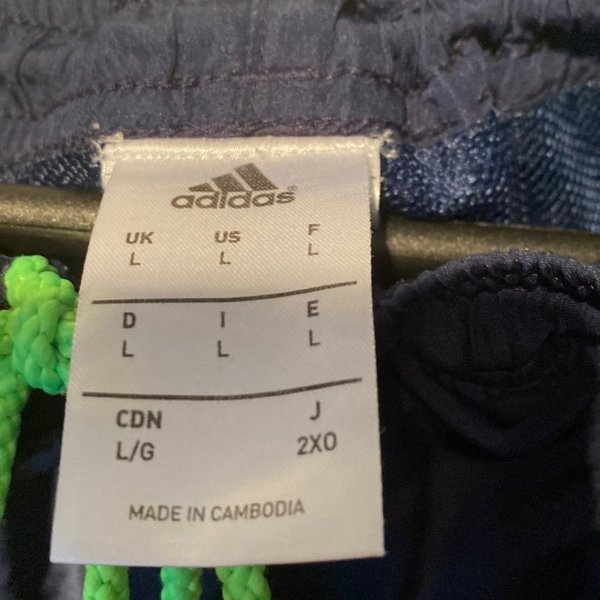 adidas®
UK US F
L L L
D I E
L L L
CDN J
L/G 2XO
MADE IN CAMBODIA